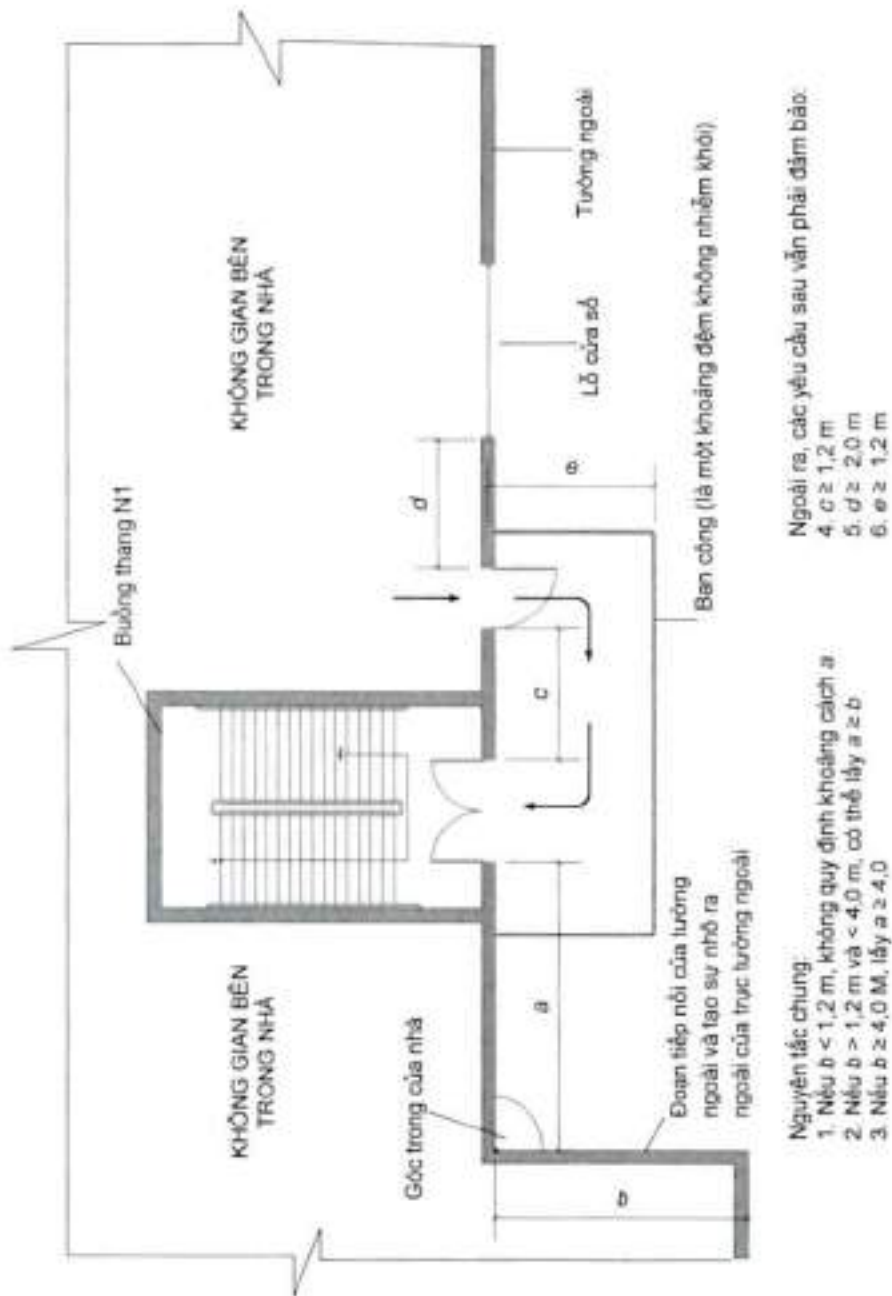 KHÔNG GIAN BÊN
TRONG NHÀ
Buồng thang N1
KHÔNG GIAN BÊN
TRONG NHÀ
Góc trong của nhà
a
b
c
d
e
Đoạn tiếp nối của tường
ngoài và tạo sự nhô ra
ngoài của trục tường ngoài
Lỗ cửa sổ
Tường ngoài
Ban công (là một khoảng đệm không nhiễm khói)
Nguyên tắc chung:
1. Nếu b < 1,2 m, không quy định khoảng cách a
2. Nếu b > 1,2 m và < 4,0 m, có thể lấy a ≥ b
3. Nếu b ≥ 4,0 M, lấy a ≥ 4,0
Ngoài ra, các yêu cầu sau vẫn phải đảm bảo:
4. c ≥ 1,2 m
5. d ≥ 2,0 m
6. e ≥ 1,2 m